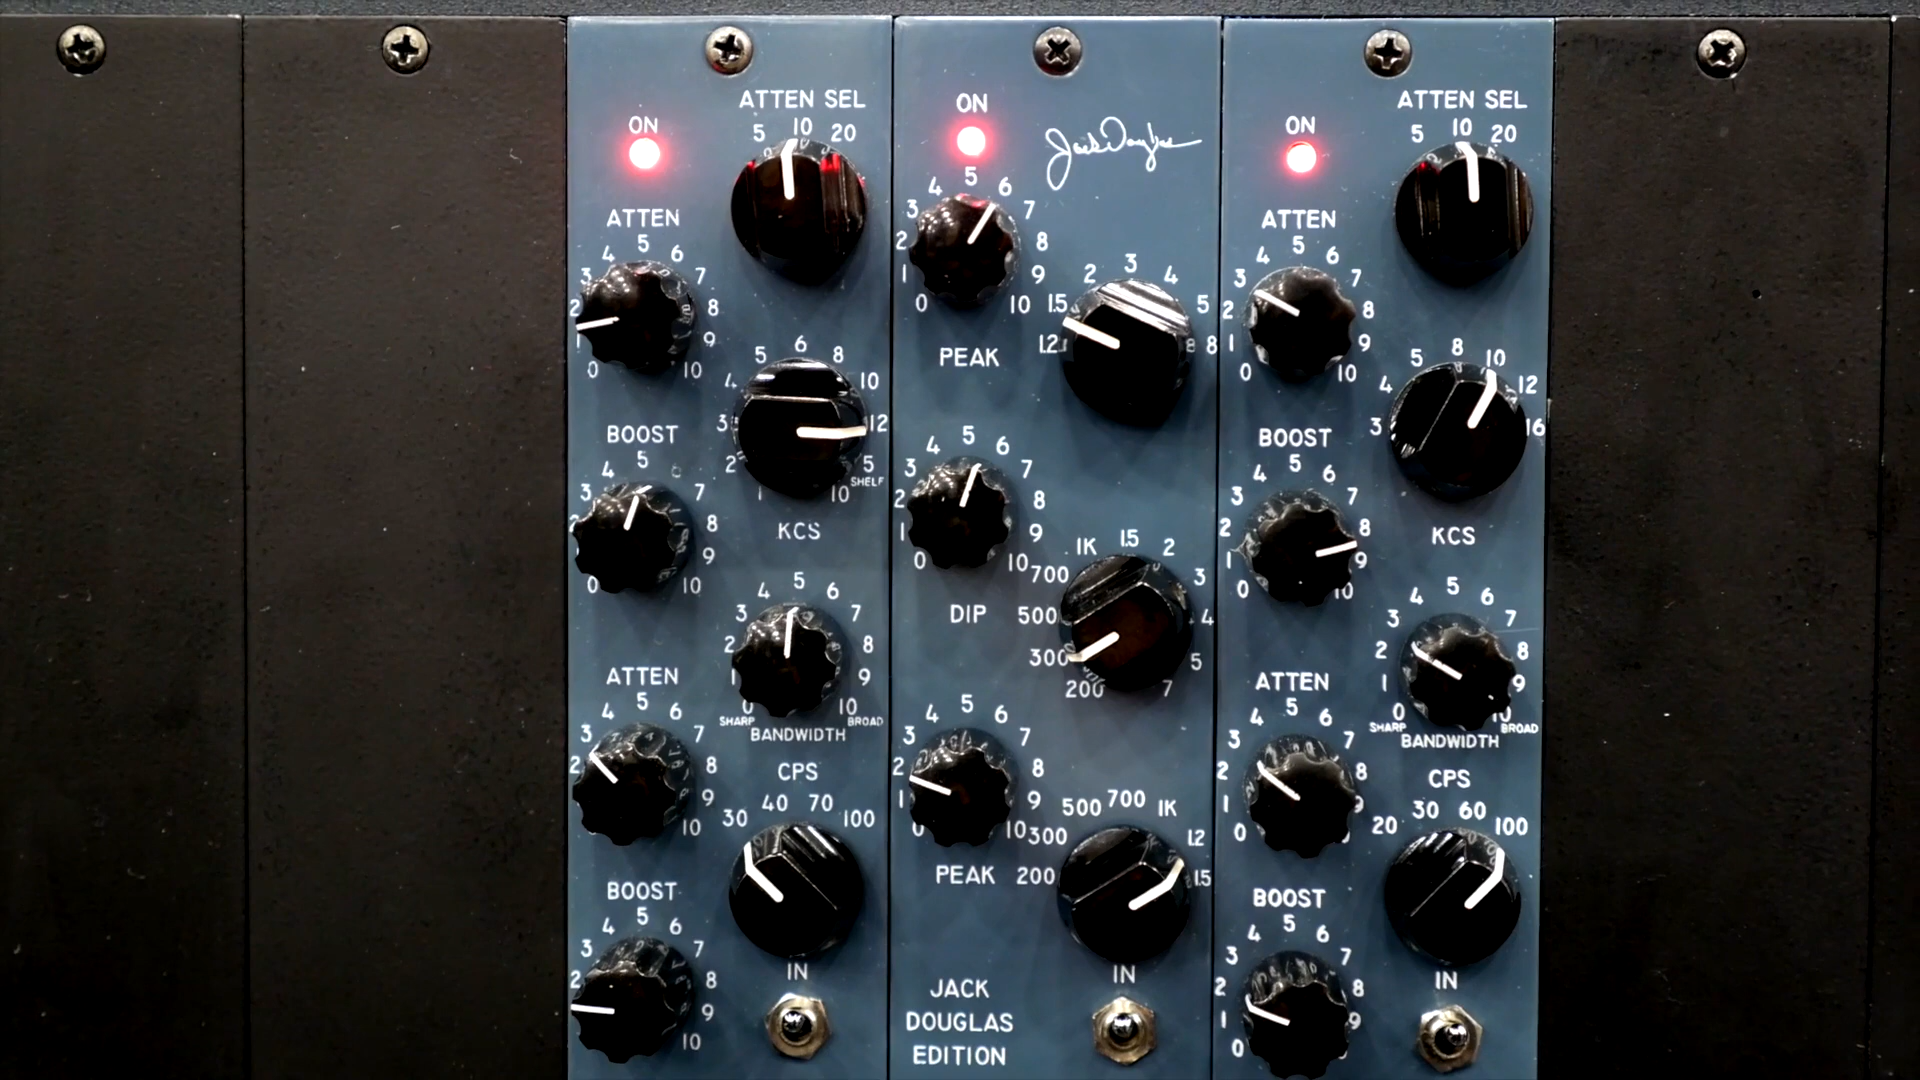 ON
ATTEN SEL
5 10 20
ATTEN
0 1 2 3 4 5 6 7 8 9 10
KCS
1 2 3 4 5 6 8 10 12 5 10
SHELF
BOOST
0 2 3 4 5 7 8 9 10
BANDWIDTH
0 1 2 3 4 5 6 7 8 9 10
SHARP BROAD
ATTEN
2 3 4 5 6 7 8 9 10
CPS
30 40 70 100
BOOST
2 3 4 5 6 7 8 9 10
IN
ON
Jack Douglas
PEAK
0 1 2 3 4 5 6 7 8 9 10
1.2 1.5 2 3 4 5 8
DIP
0 1 2 3 4 5 6 7 8 9 10
200 300 500 700 1K 1.5 2 3 4 5 7
PEAK
0 1 2 3 4 5 6 7 8 9 10
200 300 500 700 1K 1.2 1.5
IN
JACK
DOUGLAS
EDITION
ON
ATTEN SEL
5 10 20
ATTEN
0 1 2 3 4 5 6 7 8 9 10
KCS
3 4 5 8 10 12 16
BOOST
0 1 2 3 4 5 6 7 8 9 10
BANDWIDTH
0 1 2 3 4 5 6 7 8 9 10
SHARP BROAD
ATTEN
0 1 2 3 4 5 6 7 8 9
CPS
20 30 60 100
BOOST
0 1 2 3 4 5 6 7 8 9
IN